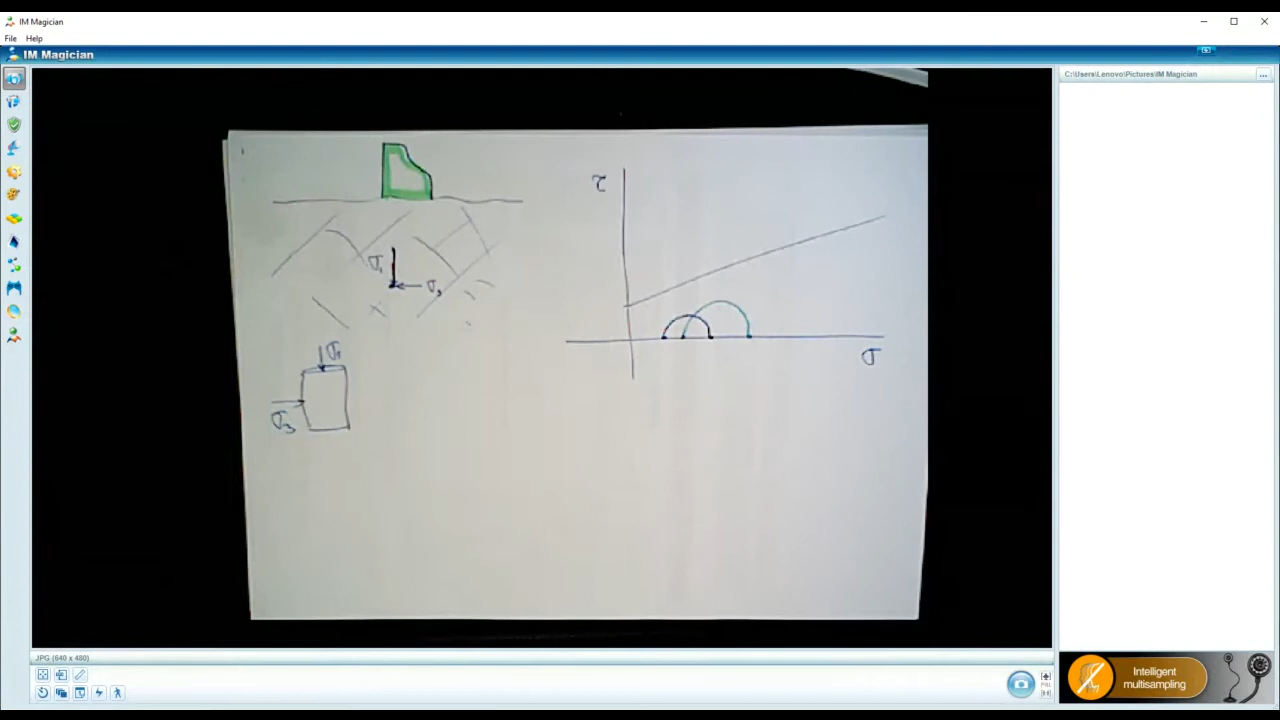 IM Magician
File Help
IM Magician
C:\Users\Lenovo\Pictures\IM Magician
...
τ
σ₁
σ₃
σ
σ₁
σ₃
JPG (640 x 480)
FULL
Intelligent
multisampling